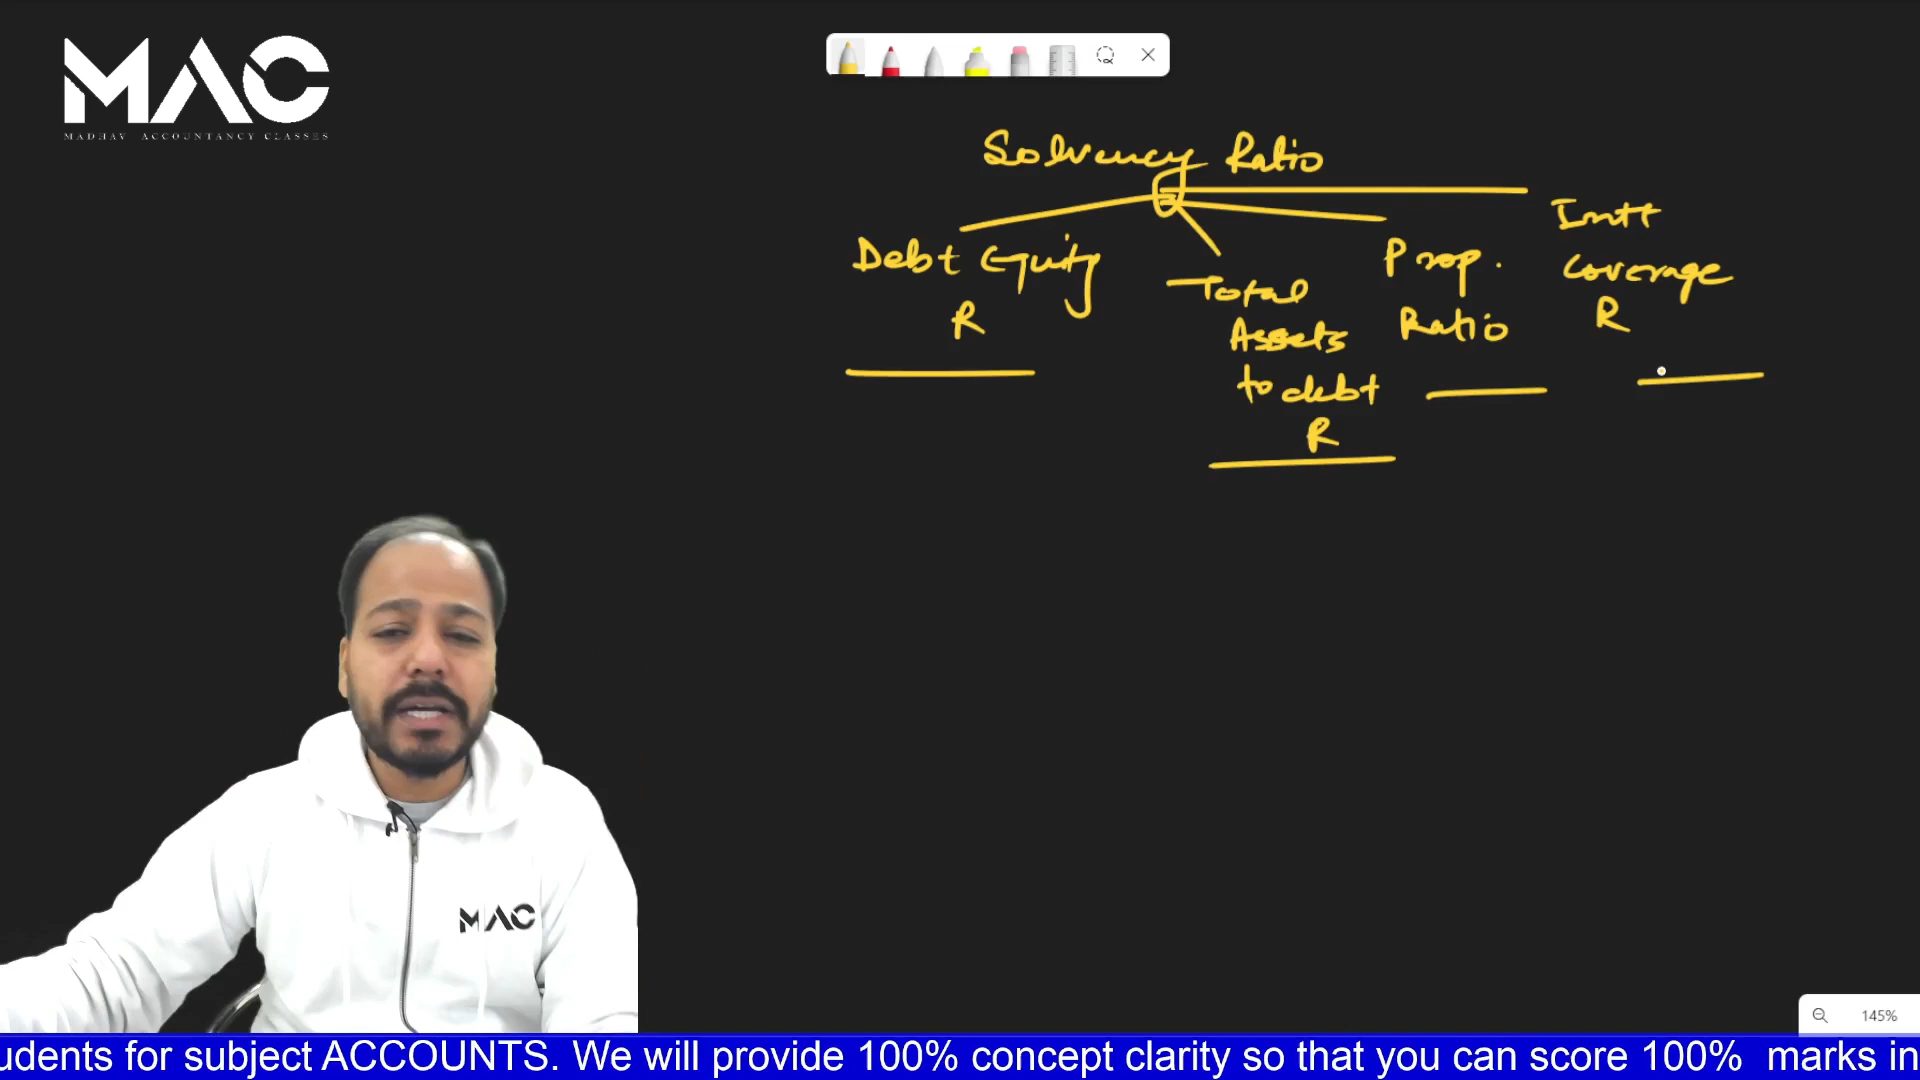 MAC
MADHAV ACCOUNTANCY CLASSES
Solvency Ratio
Debt Equity
R
Total
Assets
to debt
R
Prop.
Ratio
Intt
coverage
R
MAC
145%
udents for subject ACCOUNTS. We will provide 100% concept clarity so that you can score 100% marks in